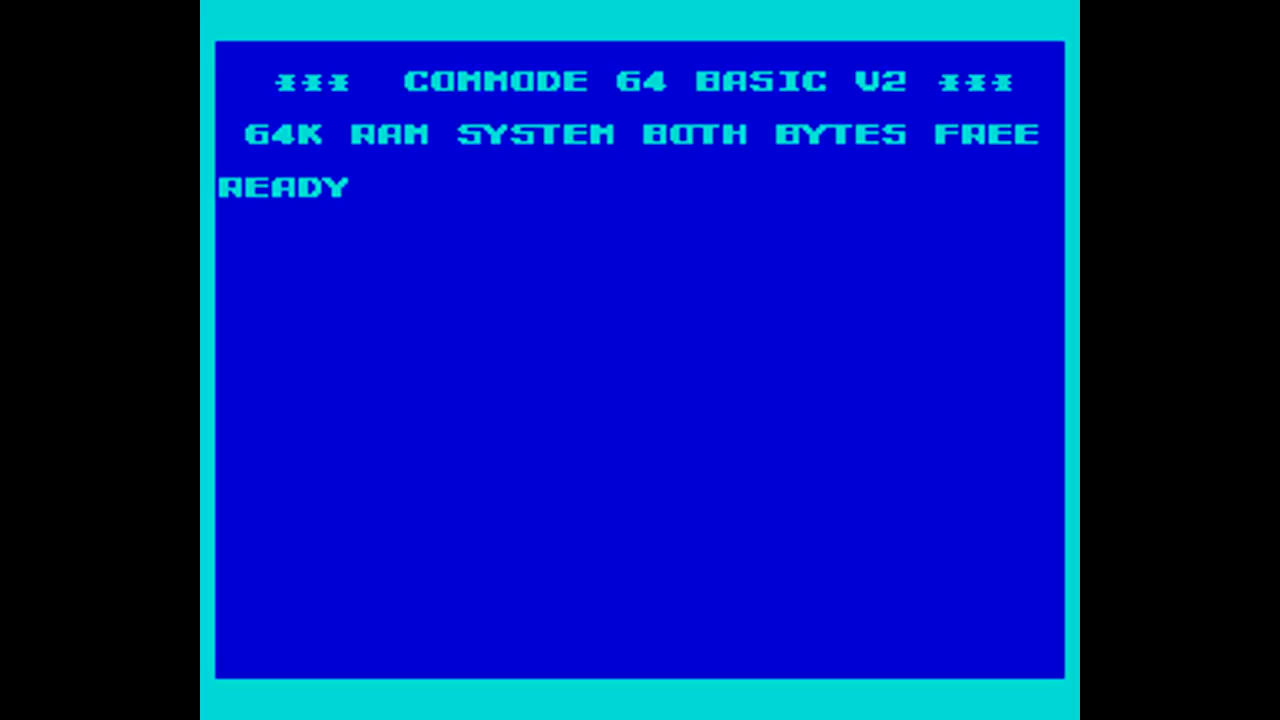 *** COMMODE 64 BASIC V2 ***
64K RAM SYSTEM BOTH BYTES FREE
READY